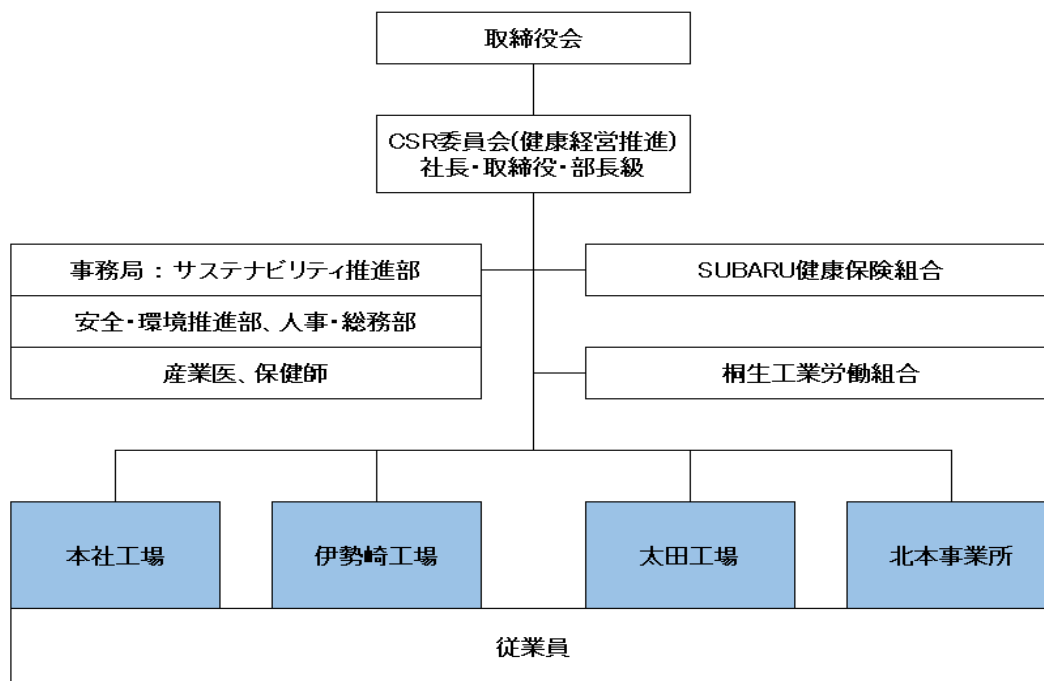 取締役会
CSR委員会(健康経営推進)
社長・取締役・部長級
事務局 : サステナビリティ推進部
SUBARU健康保険組合
安全・環境推進部、人事・総務部
産業医、保健師
桐生工業労働組合
本社工場
伊勢崎工場
太田工場
北本事業所
従業員